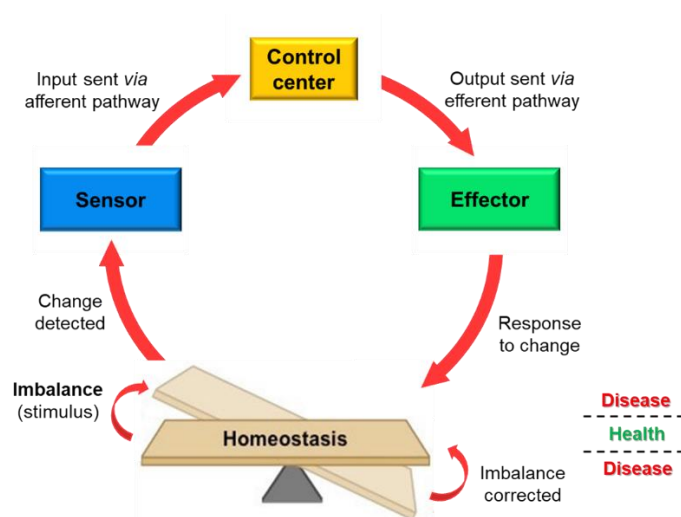 Control
center
Input sent via
afferent pathway
Output sent via
efferent pathway
Sensor
Effector
Change
detected
Response
to change
Imbalance
(stimulus)
Homeostasis
Imbalance
corrected
Disease
Health
Disease